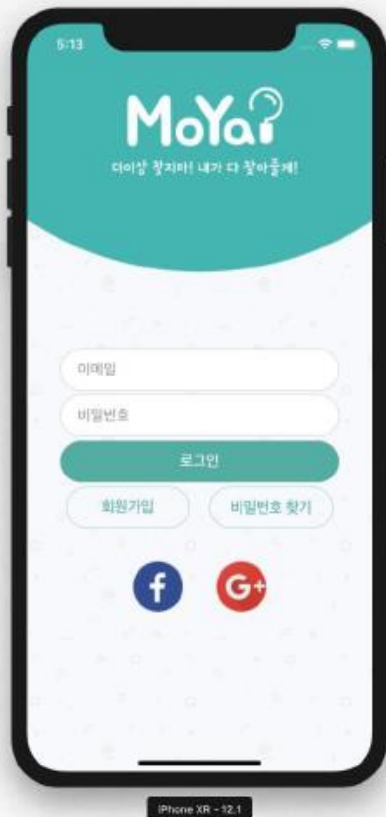 5:13
MoYa?
더이상 찾지마! 내가 다 찾아줄게!
이메일
비밀번호
로그인
회원가입 비밀번호 찾기
f G+
iPhone XR - 12.1